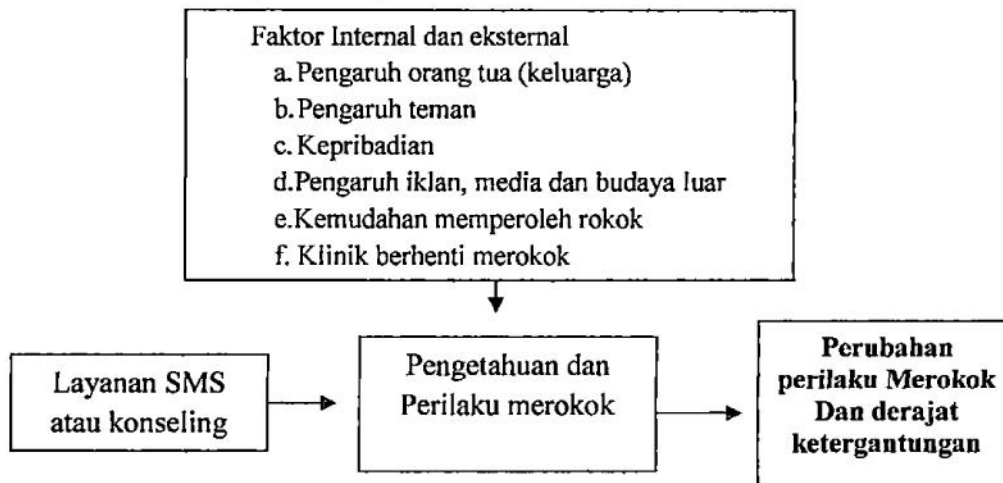 Faktor Internal dan eksternal
a. Pengaruh orang tua (keluarga)
b. Pengaruh teman
c. Kepribadian
d. Pengaruh iklan, media dan budaya luar
e. Kemudahan memperoleh rokok
f. Klinik berhenti merokok
Layanan SMS
atau konseling
Pengetahuan dan
Perilaku merokok
Perubahan
perilaku Merokok
Dan derajat
ketergantungan